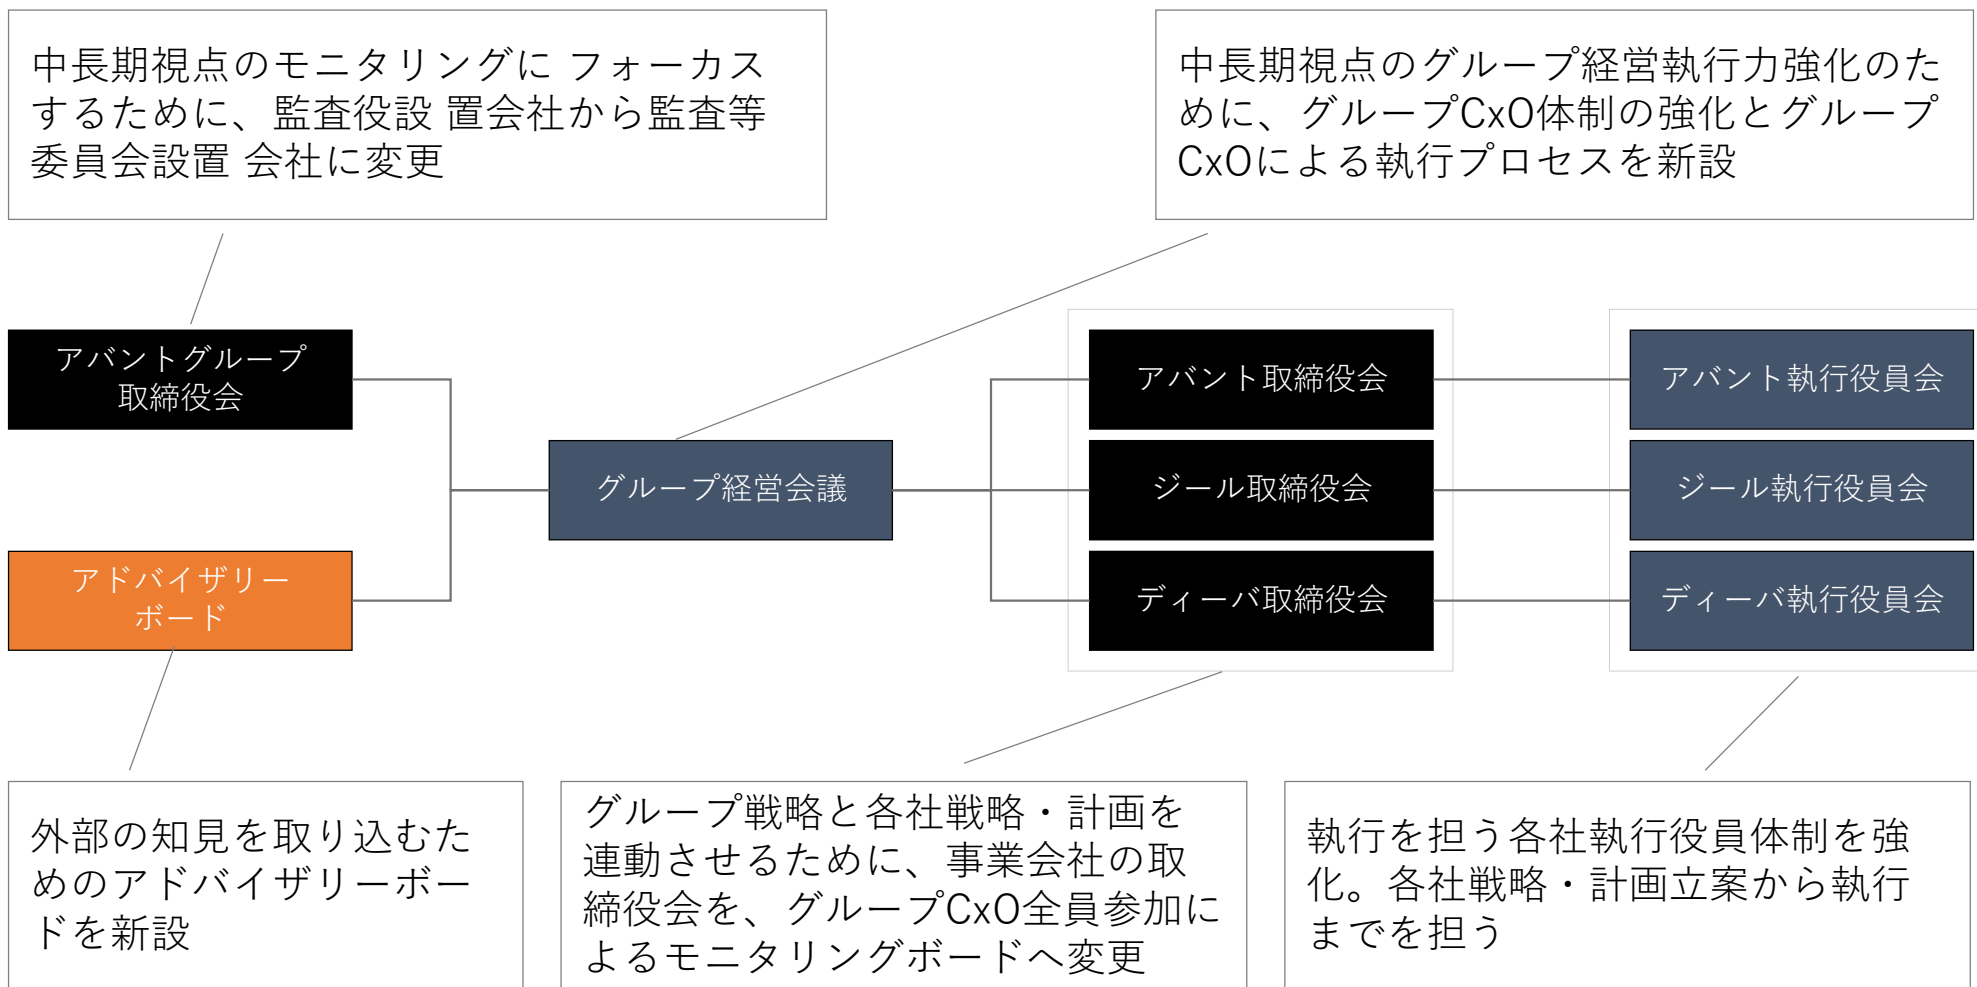 中長期視点のモニタリングに フォーカス
するために、監査役設 置会社から監査等
委員会設置 会社に変更
中長期視点のグループ経営執行力強化のた
めに、グループCxO体制の強化とグループ
CxOによる執行プロセスを新設
アバントグループ
取締役会
アドバイザリー
ボード
グループ経営会議
アバント取締役会
ジール取締役会
ディーバ取締役会
アバント執行役員会
ジール執行役員会
ディーバ執行役員会
外部の知見を取り込むた
めのアドバイザリーボー
ドを新設
グループ戦略と各社戦略・計画を
連動させるために、事業会社の取
締役会を、グループCxO全員参加に
よるモニタリングボードへ変更
執行を担う各社執行役員体制を強
化。各社戦略・計画立案から執行
までを担う